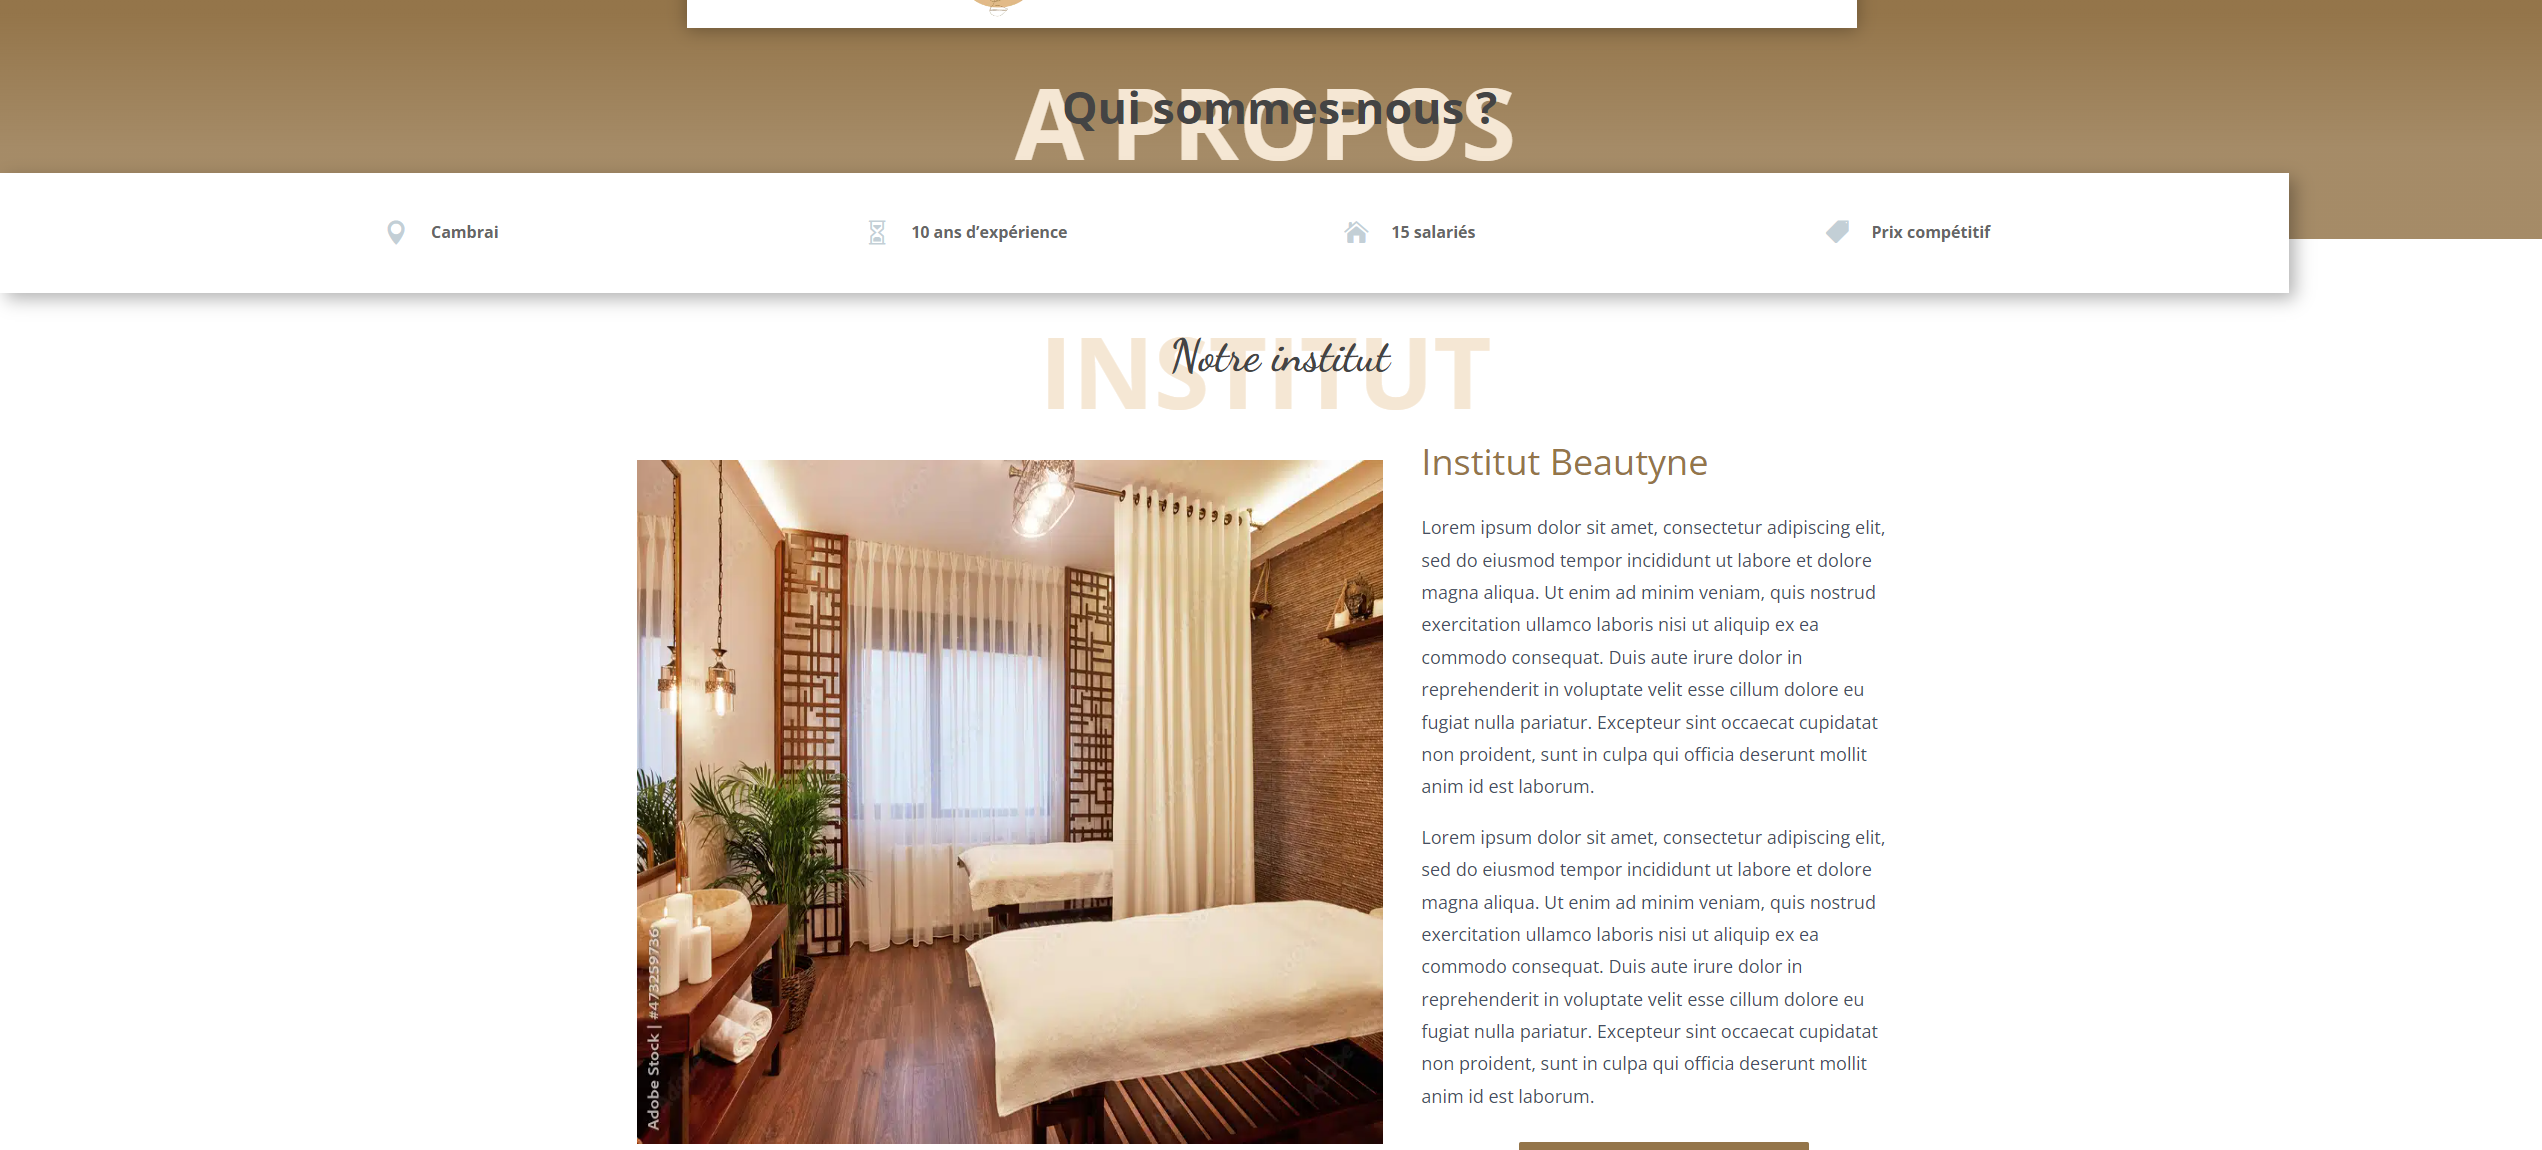 A PROPOS
Qui sommes-nous ?
Cambrai
10 ans d’expérience
15 salariés
Prix compétitif
INSTITUT
Notre institut
Institut Beautyne
Lorem ipsum dolor sit amet, consectetur adipiscing elit,
sed do eiusmod tempor incididunt ut labore et dolore
magna aliqua. Ut enim ad minim veniam, quis nostrud
exercitation ullamco laboris nisi ut aliquip ex ea
commodo consequat. Duis aute irure dolor in
reprehenderit in voluptate velit esse cillum dolore eu
fugiat nulla pariatur. Excepteur sint occaecat cupidatat
non proident, sunt in culpa qui officia deserunt mollit
anim id est laborum.
Lorem ipsum dolor sit amet, consectetur adipiscing elit,
sed do eiusmod tempor incididunt ut labore et dolore
magna aliqua. Ut enim ad minim veniam, quis nostrud
exercitation ullamco laboris nisi ut aliquip ex ea
commodo consequat. Duis aute irure dolor in
reprehenderit in voluptate velit esse cillum dolore eu
fugiat nulla pariatur. Excepteur sint occaecat cupidatat
non proident, sunt in culpa qui officia deserunt mollit
anim id est laborum.
Adobe Stock | #473259736